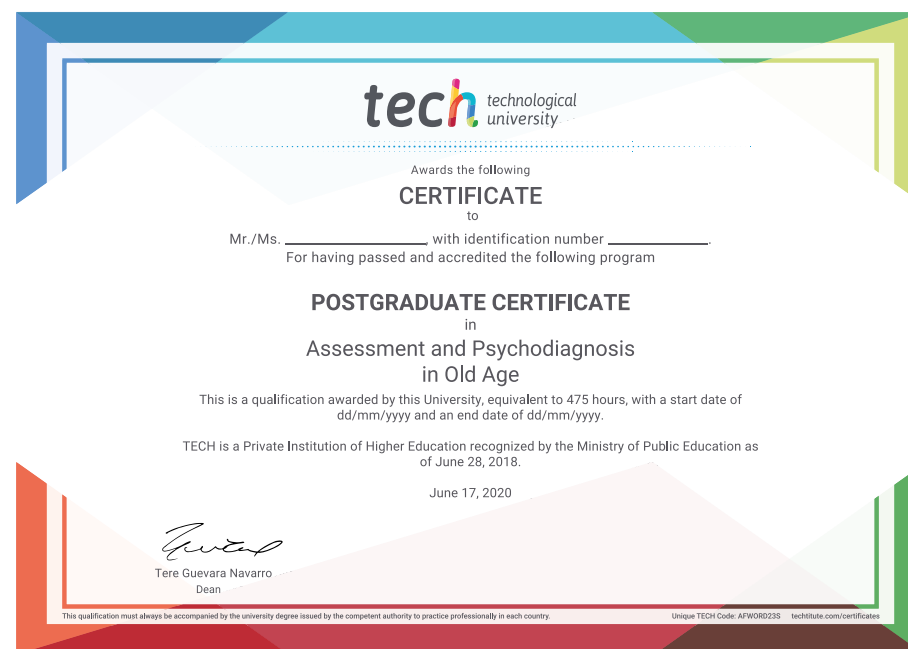 tech technological
university
Awards the following
CERTIFICATE
to
Mr./Ms. ____________________, with identification number ______________.
For having passed and accredited the following program
POSTGRADUATE CERTIFICATE
in
Assessment and Psychodiagnosis
in Old Age
This is a qualification awarded by this University, equivalent to 475 hours, with a start date of
dd/mm/yyyy and an end date of dd/mm/yyyy.
TECH is a Private Institution of Higher Education recognized by the Ministry of Public Education as
of June 28, 2018.
June 17, 2020
Tere Guevara Navarro
Dean
This qualification must always be accompanied by the university degree issued by the competent authority to practice professionally in each country. Unique TECH Code: AFWORD23S techtitute.com/certificates